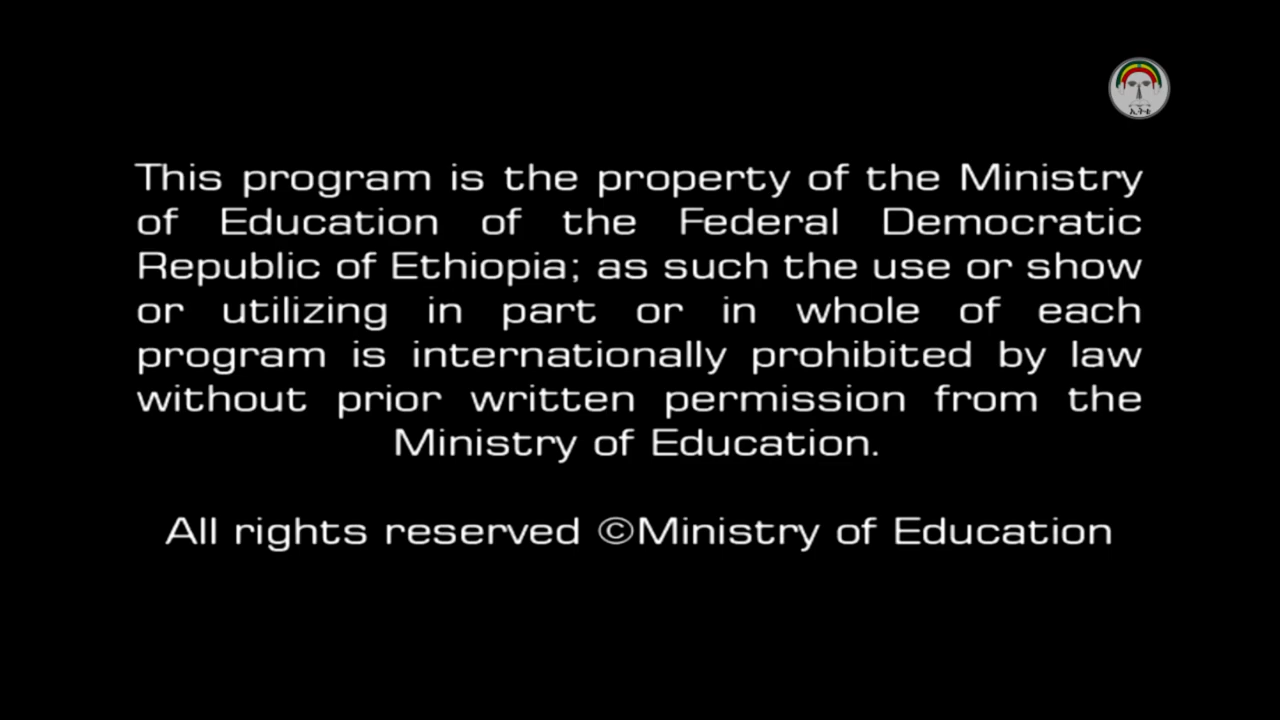 This program is the property of the Ministry
of Education of the Federal Democratic
Republic of Ethiopia; as such the use or show
or utilizing in part or in whole of each
program is internationally prohibited by law
without prior written permission from the
Ministry of Education.
All rights reserved ©Ministry of Education